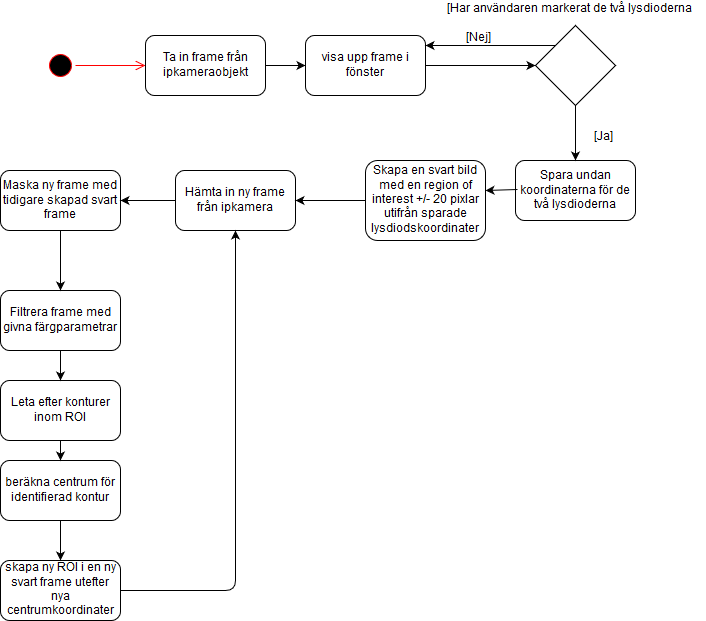 [Har användaren markerat de två lysdioderna
Ta in frame från
ipkameraobjekt
visa upp frame i
fönster
[Nej]
[Ja]
Spara undan
koordinaterna för de
två lysdioderna
Skapa en svart bild
med en region of
interest +/- 20 pixlar
utifrån sparade
lysdiodskoordinater
Hämta in ny frame
från ipkamera
Maska ny frame med
tidigare skapad svart
frame
Filtrera frame med
givna färgparametrar
Leta efter konturer
inom ROI
beräkna centrum för
identifierad kontur
skapa ny ROI i en ny
svart frame utefter
nya
centrumkoordinater